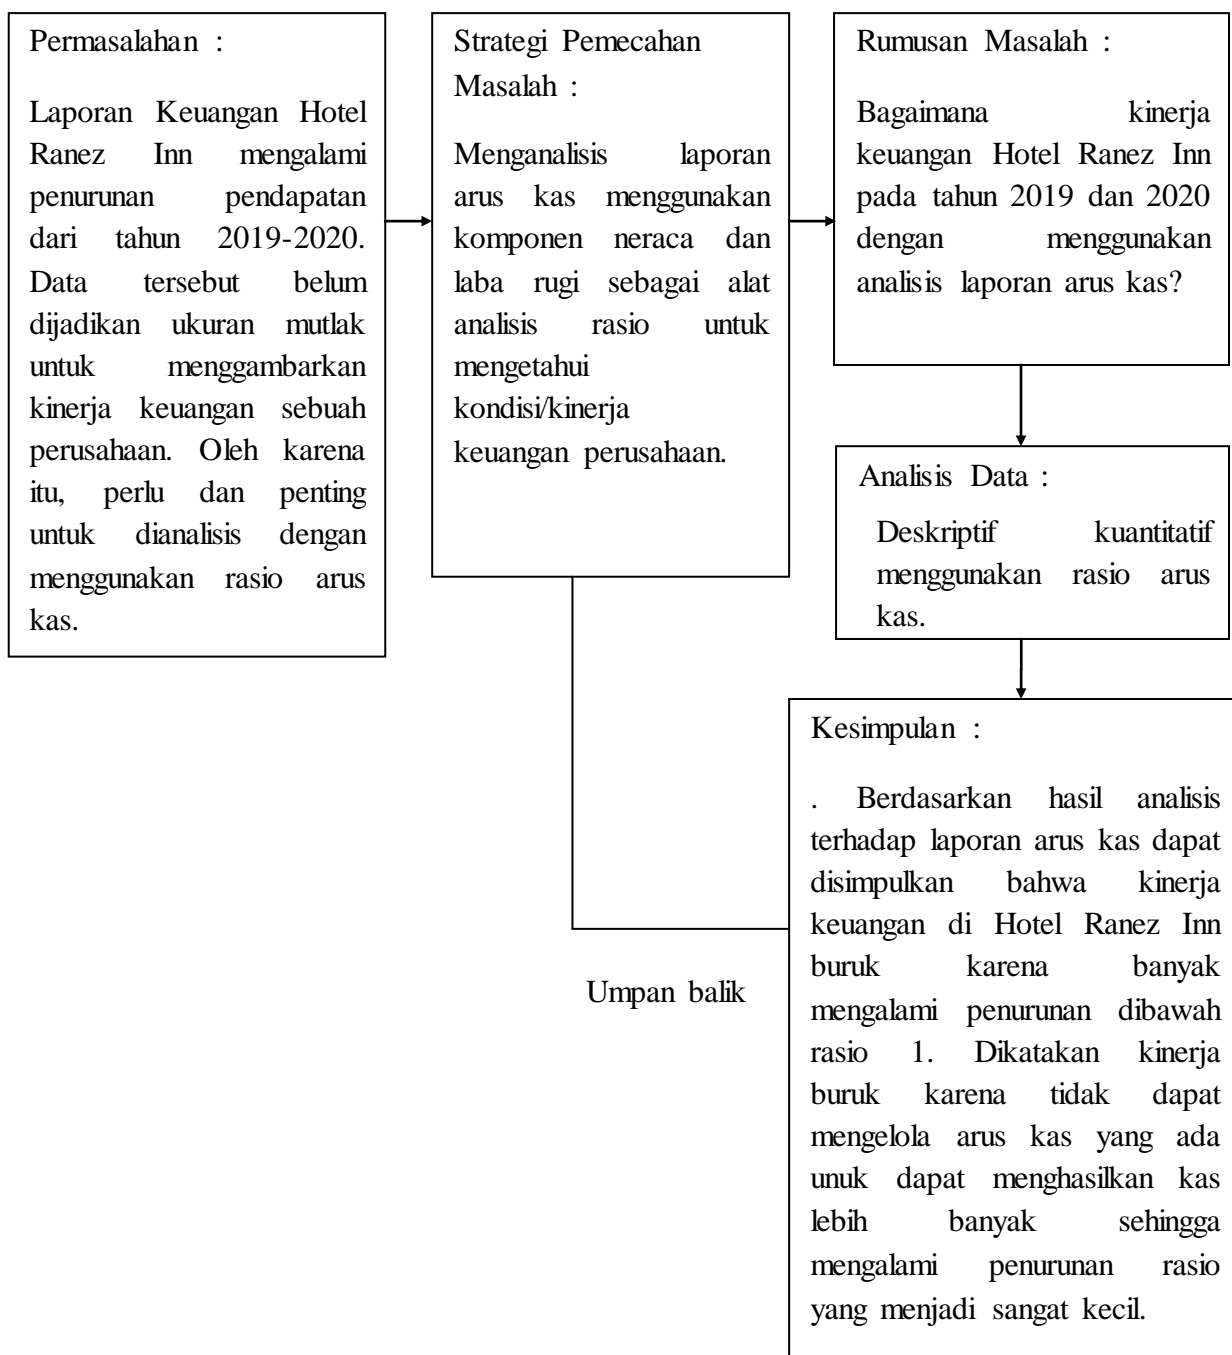 Permasalahan :
Laporan Keuangan Hotel
Ranez Inn mengalami
penurunan pendapatan
dari tahun 2019-2020.
Data tersebut belum
dijadikan ukuran mutlak
untuk menggambarkan
kinerja keuangan sebuah
perusahaan. Oleh karena
itu, perlu dan penting
untuk dianalisis dengan
menggunakan rasio arus
kas.
Strategi Pemecahan
Masalah :
Menganalisis laporan
arus kas menggunakan
komponen neraca dan
laba rugi sebagai alat
analisis rasio untuk
mengetahui
kondisi/kinerja
keuangan perusahaan.
Rumusan Masalah :
Bagaimana kinerja
keuangan Hotel Ranez Inn
pada tahun 2019 dan 2020
dengan menggunakan
analisis laporan arus kas?
Analisis Data :
Deskriptif kuantitatif
menggunakan rasio arus
kas.
Kesimpulan :
. Berdasarkan hasil analisis
terhadap laporan arus kas dapat
disimpulkan bahwa kinerja
keuangan di Hotel Ranez Inn
buruk karena banyak
mengalami penurunan dibawah
rasio 1. Dikatakan kinerja
buruk karena tidak dapat
mengelola arus kas yang ada
unuk dapat menghasilkan kas
lebih banyak sehingga
mengalami penurunan rasio
yang menjadi sangat kecil.
Umpan balik